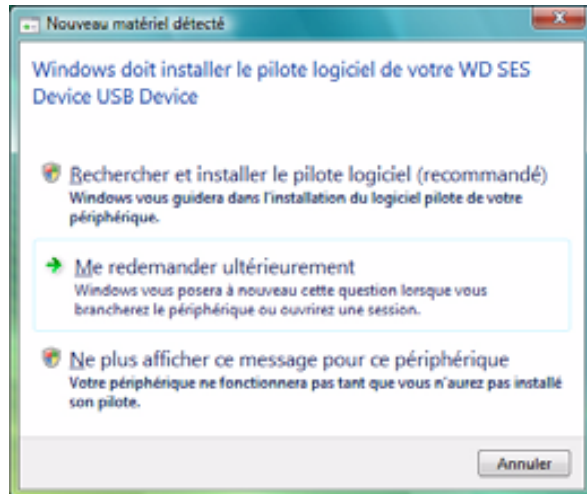 Nouveau matériel détecté
Windows doit installer le pilote logiciel de votre WD SES
Device USB Device
Rechercher et installer le pilote logiciel (recommandé)
Windows vous guidera dans l'installation du logiciel pilote de votre
périphérique.
Me redemander ultérieurement
Windows vous posera à nouveau cette question lorsque vous
brancherez le périphérique ou ouvrirez une session.
Ne plus afficher ce message pour ce périphérique
Votre périphérique ne fonctionnera pas tant que vous n'aurez pas installé
son pilote.
Annuler